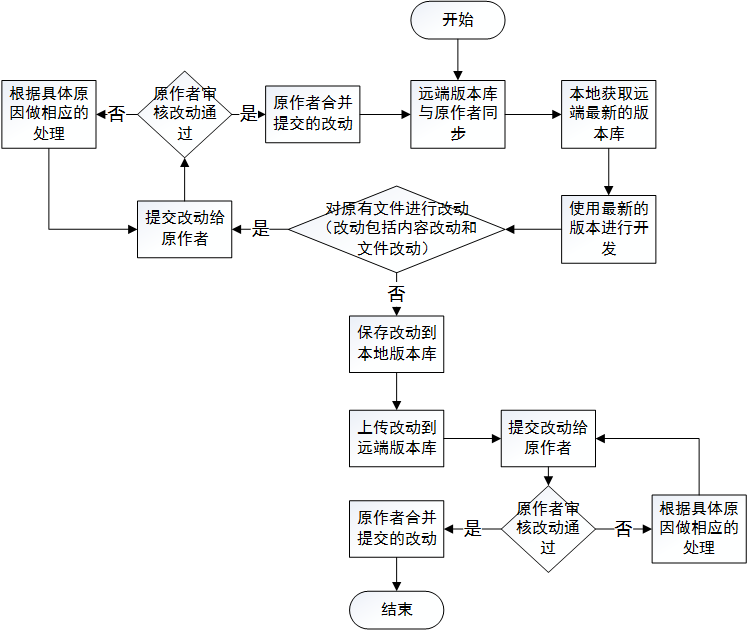 开始
根据具体原
因做相应的
处理
否
原作者审
核改动通
过
是
原作者合并
提交的改动
远端版本库
与原作者同
步
本地获取远
端最新的版
本库
提交改动给
原作者
是
对原有文件进行改动
（改动包括内容改动和
文件改动）
使用最新的
版本进行开
发
否
保存改动到
本地版本库
上传改动到
远端版本库
提交改动给
原作者
原作者合并
提交的改动
是
原作者审
核改动通
过
否
根据具体原
因做相应的
处理
结束